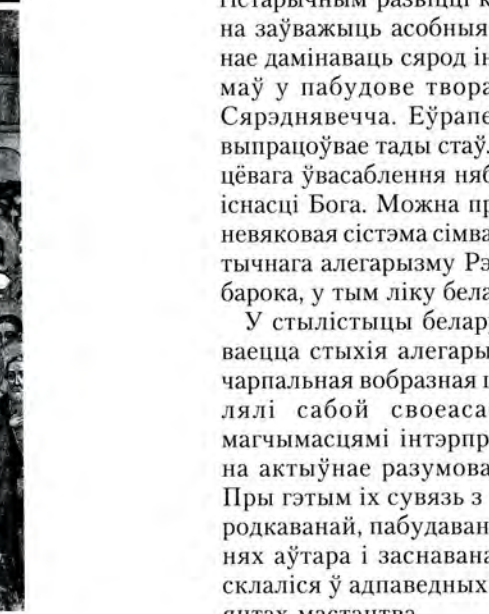 гістарычным развіцці к
на заўважыць асобныя
нае дамінаваць сярод ін
маў у пабудове твора
Сярэднявечча. Еўрапе
выпрацоўвае тады стаў
цёвага ўвасаблення няб
існасці Бога. Можна пр
невяковая сістэма сімва
тычнага алегарызму Рэ
барока, у тым ліку бела
У стылістыцы белару
ваецца стыхія алегары
чарпальная вобразная
лялі сабой своеаса
магчымасцямі інтэрпр
на актыўнае разумова
Пры гэтым іх сувязь з
родкаванай, пабудаван
нях аўтара і заснавана
склаліся ў адпаведных
янтах мастацтва